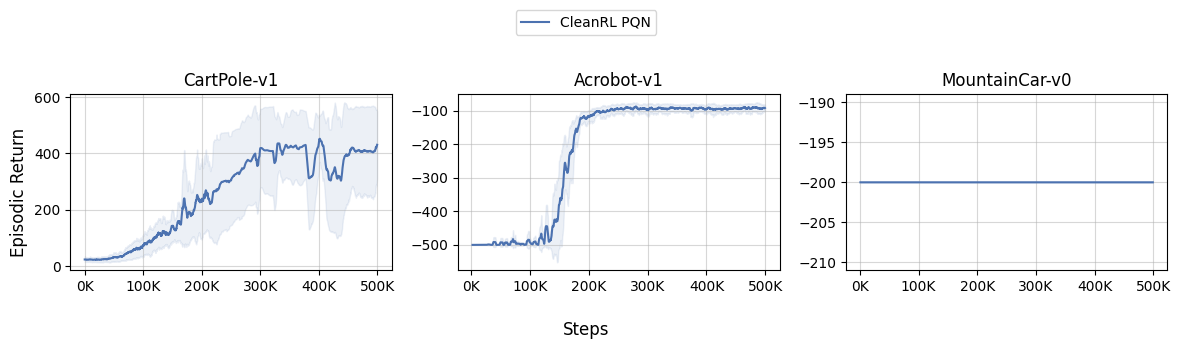 CleanRL PQN
CartPole-v1
Acrobot-v1
MountainCar-v0
Episodic Return
600
400
200
0
0K 100K 200K 300K 400K 500K
−100
−200
−300
−400
−500
0K 100K 200K 300K 400K 500K
−190
−195
−200
−205
−210
0K 100K 200K 300K 400K 500K
Steps